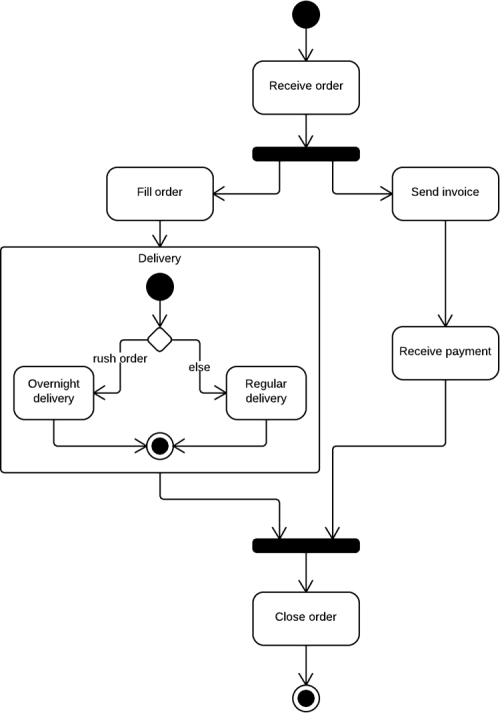 Receive order
Fill order
Send invoice
Delivery
rush order
else
Receive payment
Overnight
delivery
Regular
delivery
Close order